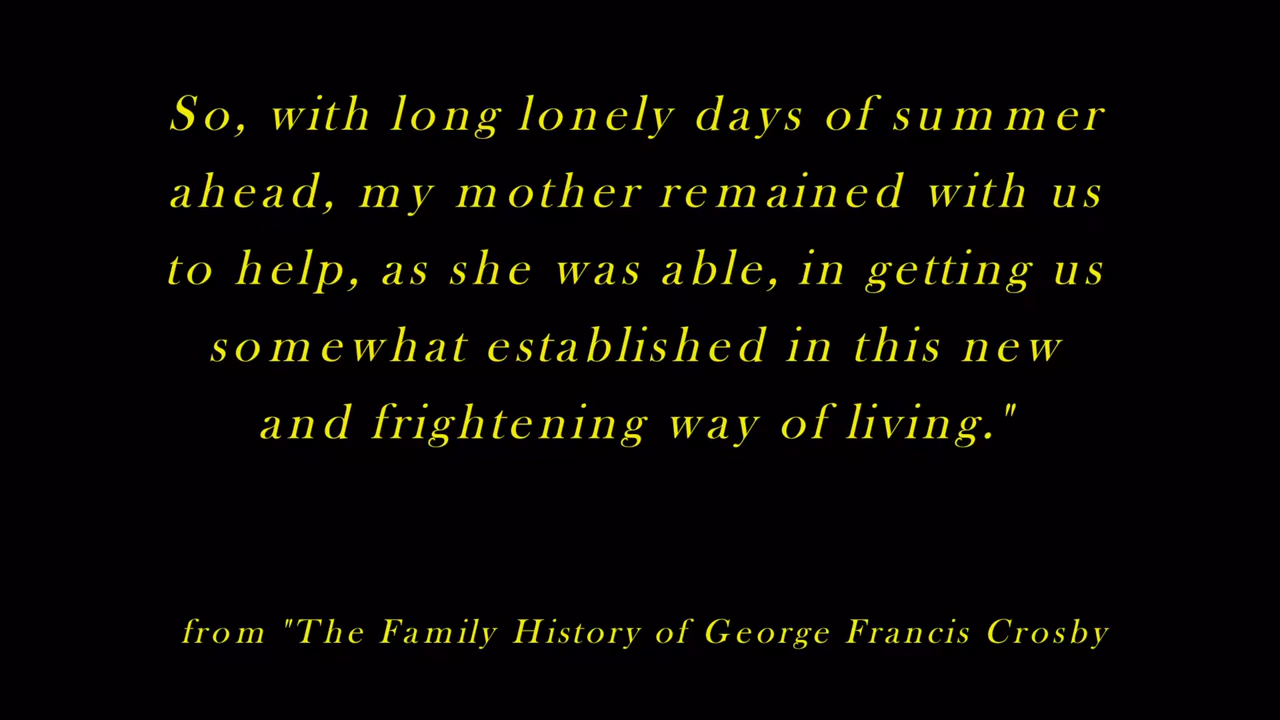 So, with long lonely days of summer
ahead, my mother remained with us
to help, as she was able, in getting us
somewhat established in this new
and frightening way of living."
from "The Family History of George Francis Crosby